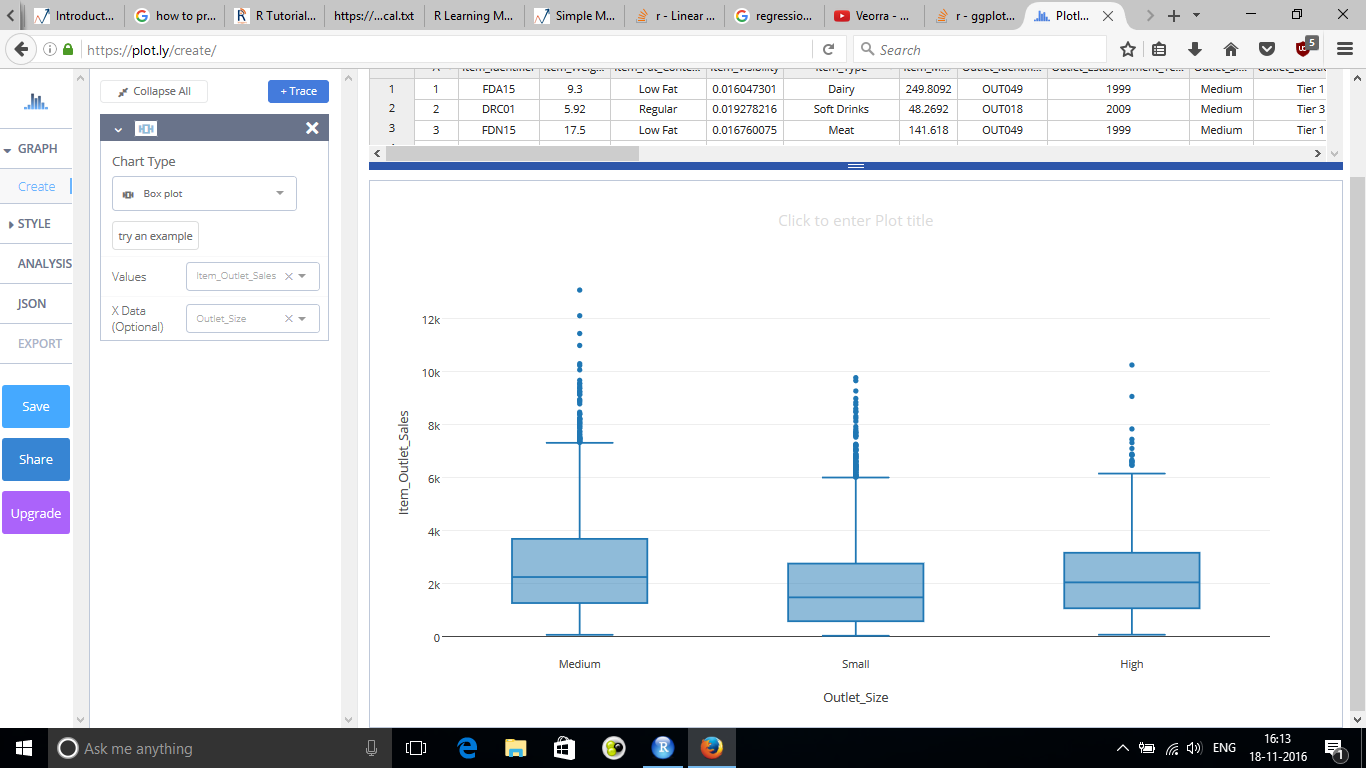 Introduct...
how to pr...
R Tutorial...
https://...cal.txt
R Learning M...
Simple M...
r - Linear ...
regressio...
Veorra - ...
r - ggplot...
Plotl...
https://plot.ly/create/
Search
5
Collapse All
+ Trace
GRAPH
Create
STYLE
ANALYSIS
JSON
EXPORT
Save
Share
Upgrade
Chart Type
Box plot
try an example
Values
Item_Outlet_Sales
X Data
(Optional)
Outlet_Size
1 1 FDA15 9.3 Low Fat 0.016047301 Dairy 249.8092 OUT049 1999 Medium Tier 1
2 2 DRC01 5.92 Regular 0.019278216 Soft Drinks 48.2692 OUT018 2009 Medium Tier 3
3 3 FDN15 17.5 Low Fat 0.016760075 Meat 141.618 OUT049 1999 Medium Tier 1
Click to enter Plot title
Item_Outlet_Sales
12k
10k
8k
6k
4k
2k
0
Medium
Small
High
Outlet_Size
Ask me anything
ENG
16:13
18-11-2016
1